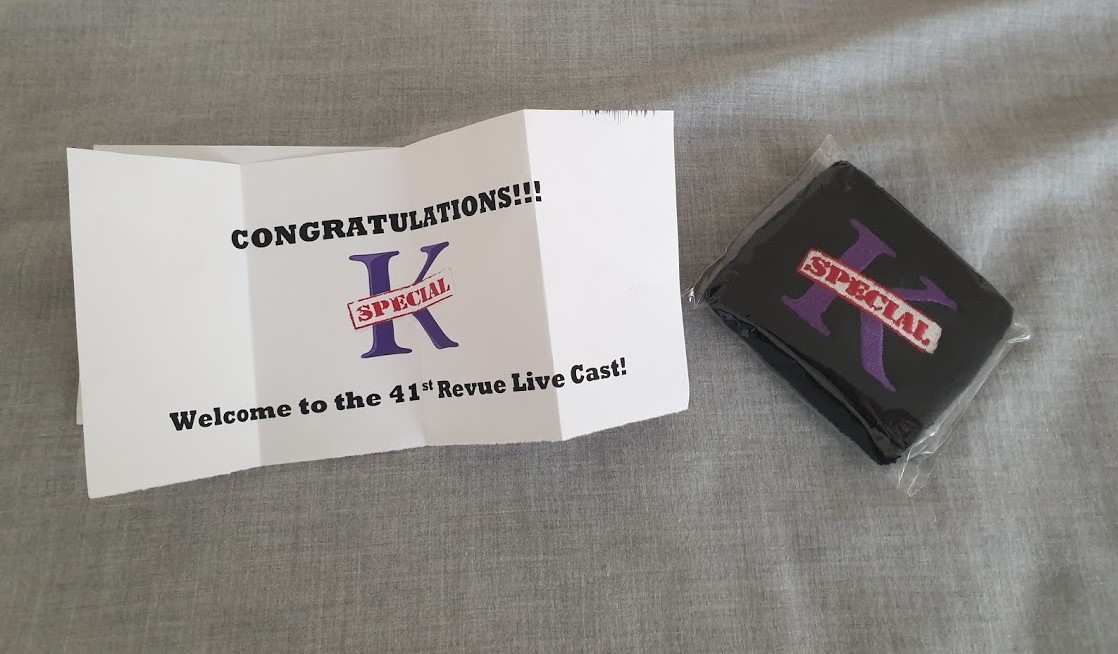 CONGRATULATIONS!!!
K
SPECIAL
Welcome to the 41st Revue Live Cast!
K
SPECIAL